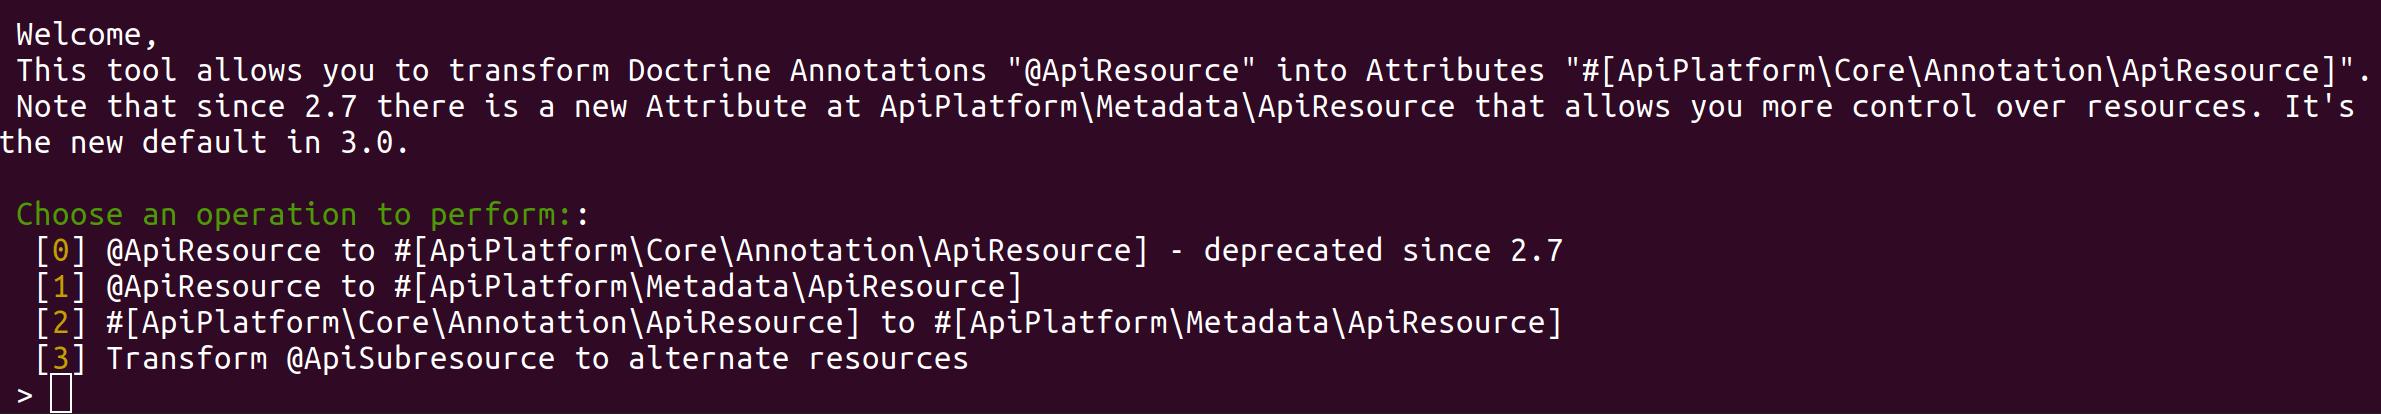 Welcome,
This tool allows you to transform Doctrine Annotations "@ApiResource" into Attributes "#[ApiPlatform\Core\Annotation\ApiResource]".
Note that since 2.7 there is a new Attribute at ApiPlatform\Metadata\ApiResource that allows you more control over resources. It's
the new default in 3.0.
Choose an operation to perform::
[0] @ApiResource to #[ApiPlatform\Core\Annotation\ApiResource] - deprecated since 2.7
[1] @ApiResource to #[ApiPlatform\Metadata\ApiResource]
[2] #[ApiPlatform\Core\Annotation\ApiResource] to #[ApiPlatform\Metadata\ApiResource]
[3] Transform @ApiSubresource to alternate resources
>